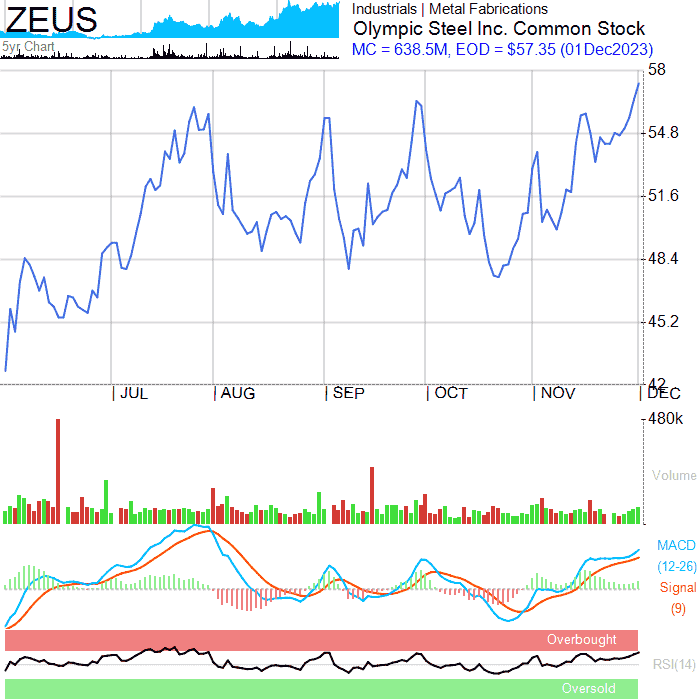 ZEUS
5yr Chart
Industrials | Metal Fabrications
Olympic Steel Inc. Common Stock
MC = 638.5M, EOD = $57.35 (01Dec2023)
58
54.8
51.6
48.4
45.2
42
JUL AUG SEP OCT NOV DEC
480k
Volume
MACD
(12-26)
Signal
(9)
Overbought
RSI(14)
Oversold